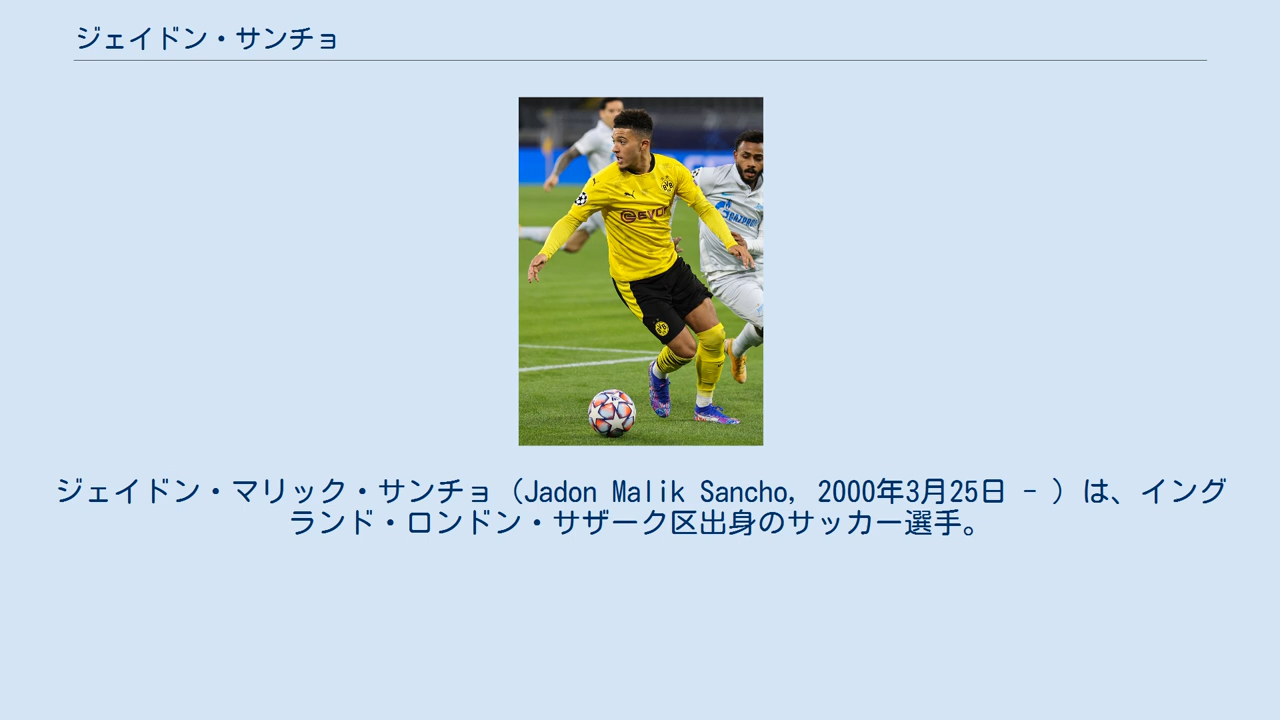 ジェイドン・サンチョ
GAZPROM
ジェイドン・マリック・サンチョ（Jadon Malik Sancho, 2000年3月25日 - ）は、イング
ランド・ロンドン・サザーク区出身のサッカー選手。